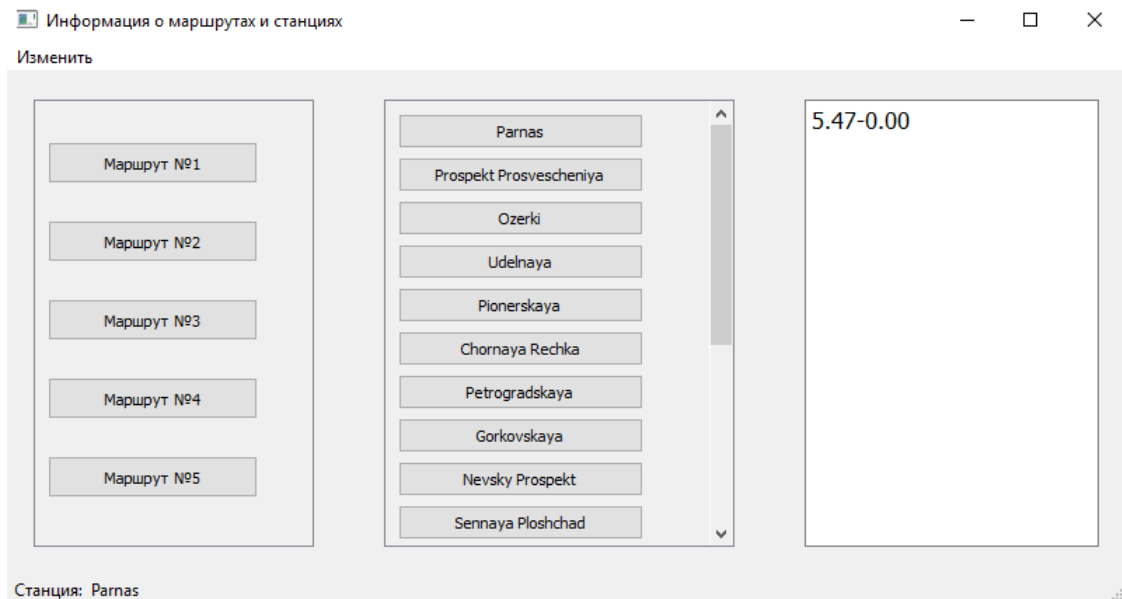 Информация о маршрутах и станциях
Изменить
Маршрут №1
Маршрут №2
Маршрут №3
Маршрут №4
Маршрут №5
Parnas
Prospekt Prosvescheniya
Ozerki
Udelnaya
Pionerskaya
Chornaya Rechka
Petrogradskaya
Gorkovskaya
Nevsky Prospekt
Sennaya Ploshchad
5.47-0.00
Станция: Parnas